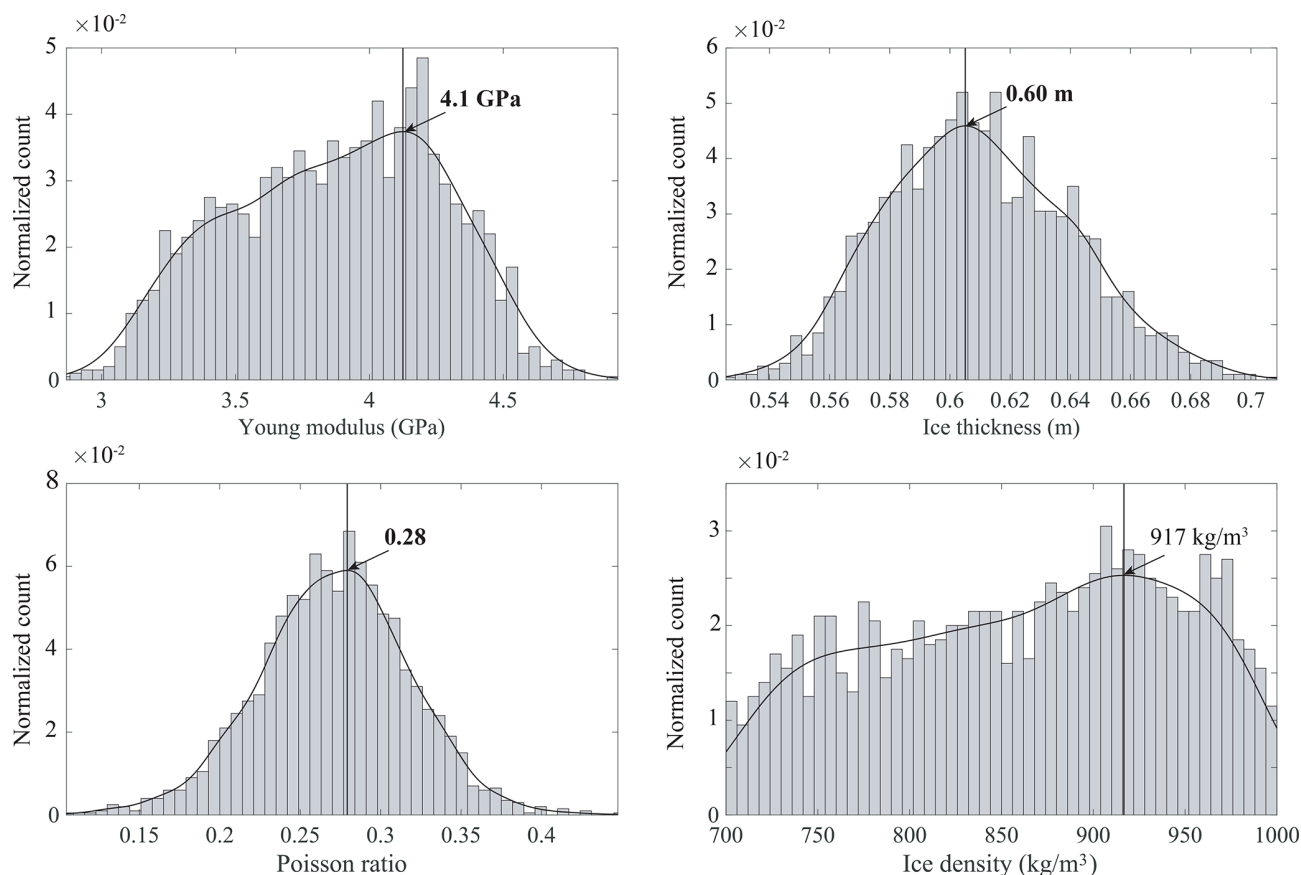 ×10⁻²
5
4
3
2
1
0
Normalized count
4.1 GPa
3 3.5 4 4.5
Young modulus (GPa)
×10⁻²
6
5
4
3
2
1
0
Normalized count
0.60 m
0.54 0.56 0.58 0.6 0.62 0.64 0.66 0.68 0.7
Ice thickness (m)
×10⁻²
8
6
4
2
0
Normalized count
0.28
0.15 0.2 0.25 0.3 0.35 0.4
Poisson ratio
×10⁻²
3
2
1
0
Normalized count
917 kg/m³
700 750 800 850 900 950 1000
Ice density (kg/m³)